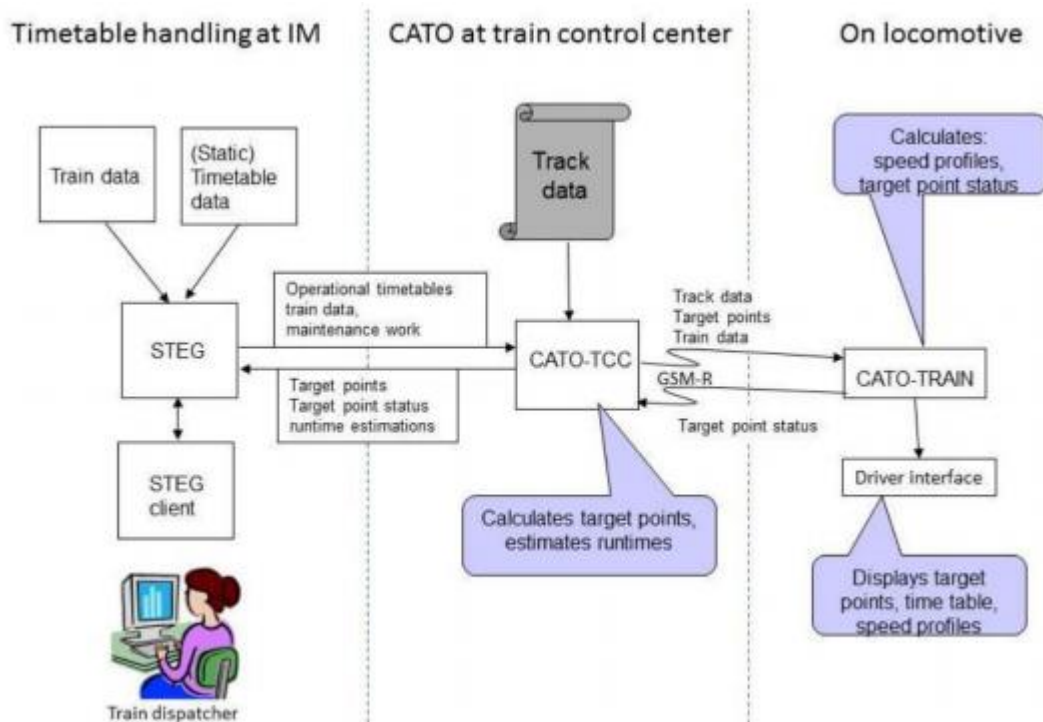 Timetable handling at IM
CATO at train control center
On locomotive
Train data
(Static)
Timetable
data
Track
data
Calculates:
speed profiles,
target point status
Operational timetables
train data,
maintenance work
STEG
Target points
Target point status
runtime estimations
CATO-TCC
Track data
Target points
Train data
GSM-R
Target point status
CATO-TRAIN
STEG
client
Calculates target points,
estimates runtimes
Driver interface
Displays target
points, time table,
speed profiles
Train dispatcher